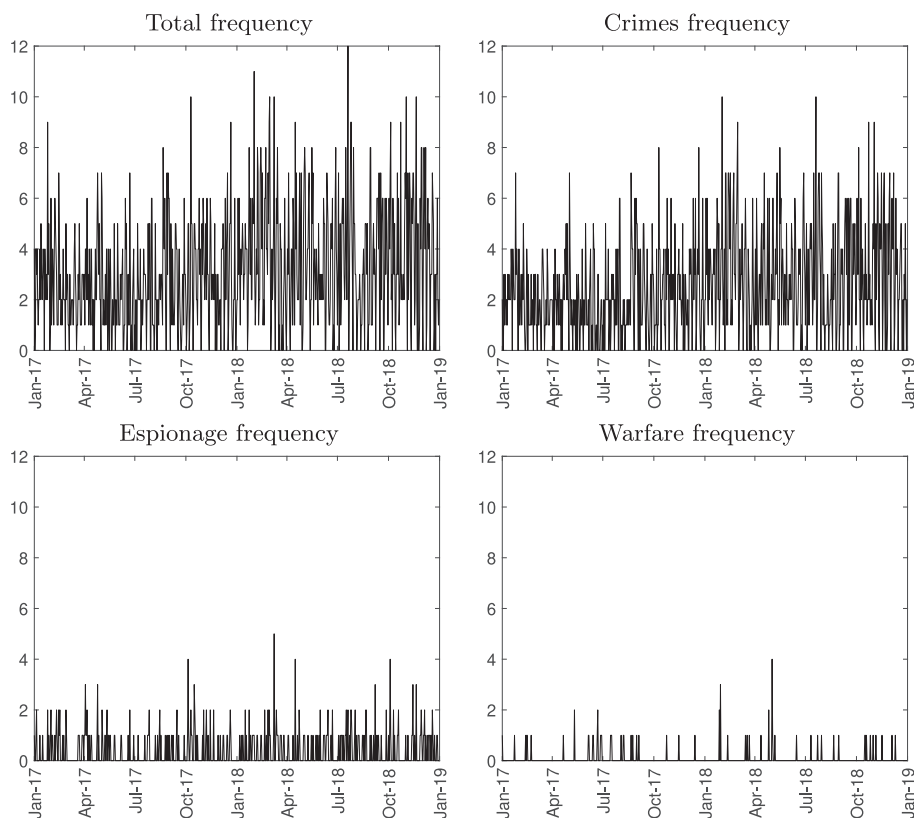 Total frequency
12
10
8
6
4
2
0
Jan-17
Apr-17
Jul-17
Oct-17
Jan-18
Apr-18
Jul-18
Oct-18
Jan-19
Crimes frequency
12
10
8
6
4
2
0
Jan-17
Apr-17
Jul-17
Oct-17
Jan-18
Apr-18
Jul-18
Oct-18
Jan-19
Espionage frequency
12
10
8
6
4
2
0
Jan-17
Apr-17
Jul-17
Oct-17
Jan-18
Apr-18
Jul-18
Oct-18
Jan-19
Warfare frequency
12
10
8
6
4
2
0
Jan-17
Apr-17
Jul-17
Oct-17
Jan-18
Apr-18
Jul-18
Oct-18
Jan-19